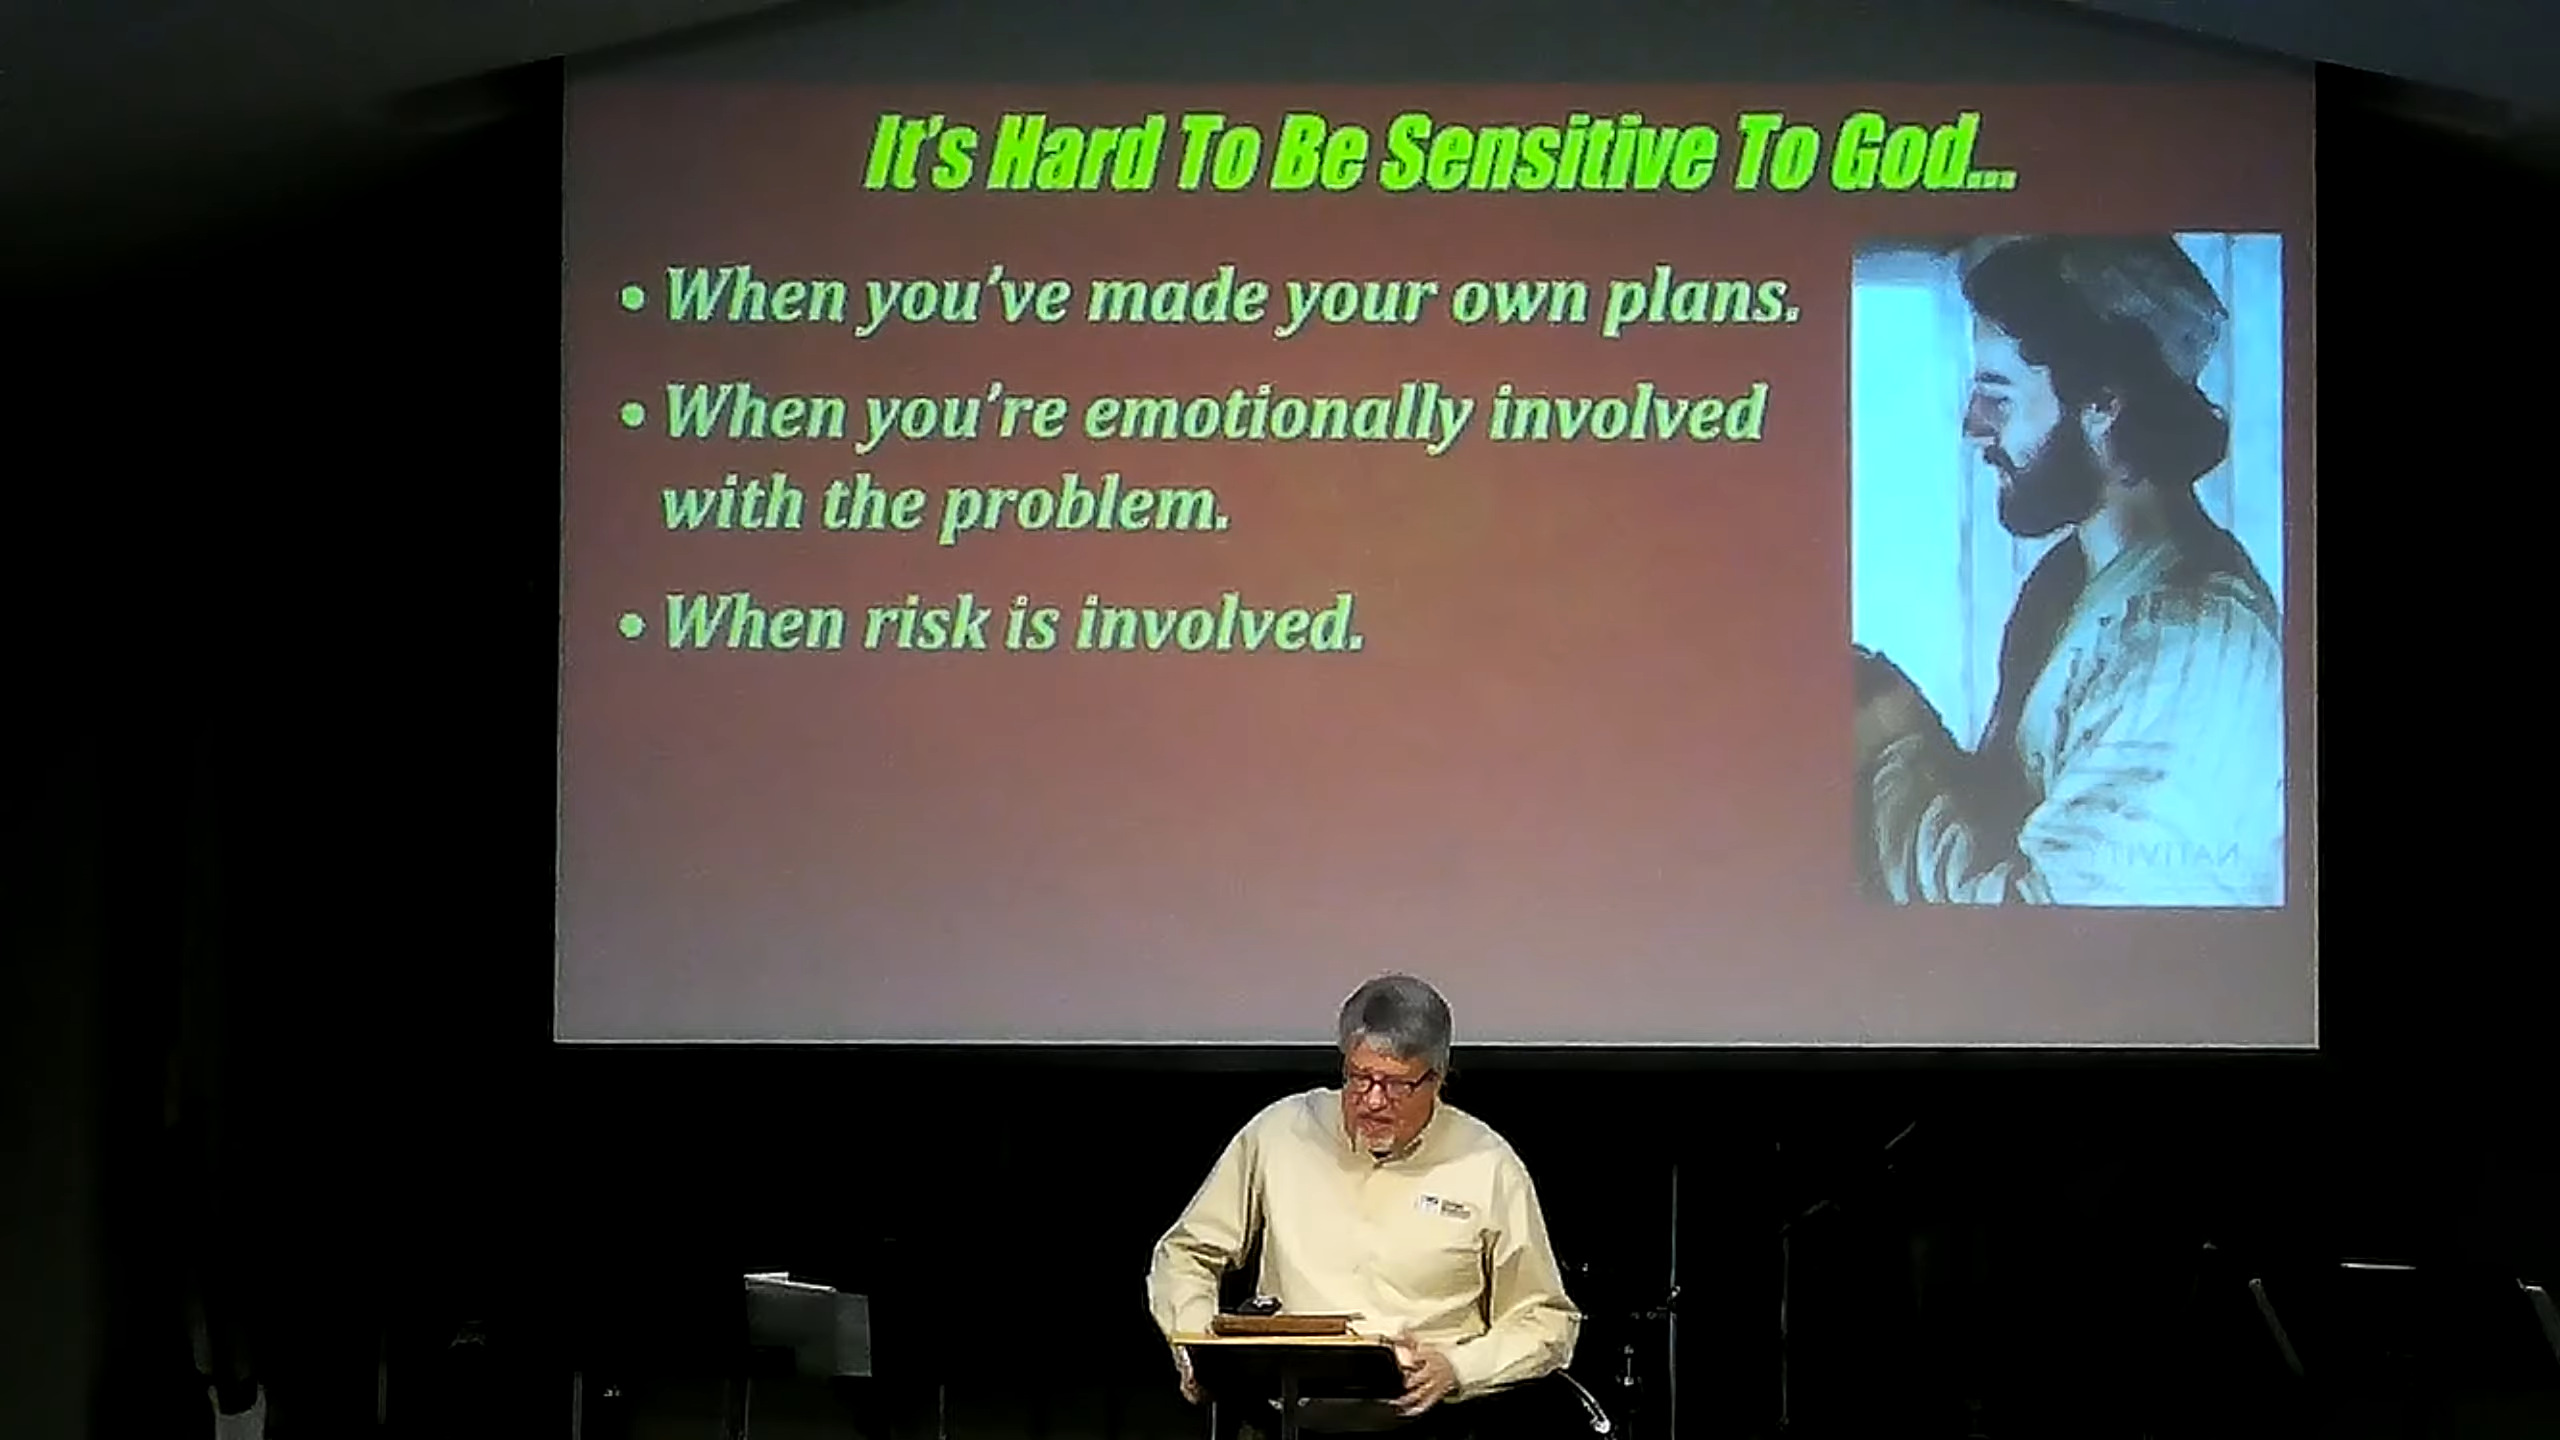 It's Hard To Be Sensitive To God...
• When you've made your own plans.
• When you're emotionally involved
with the problem.
• When risk is involved.